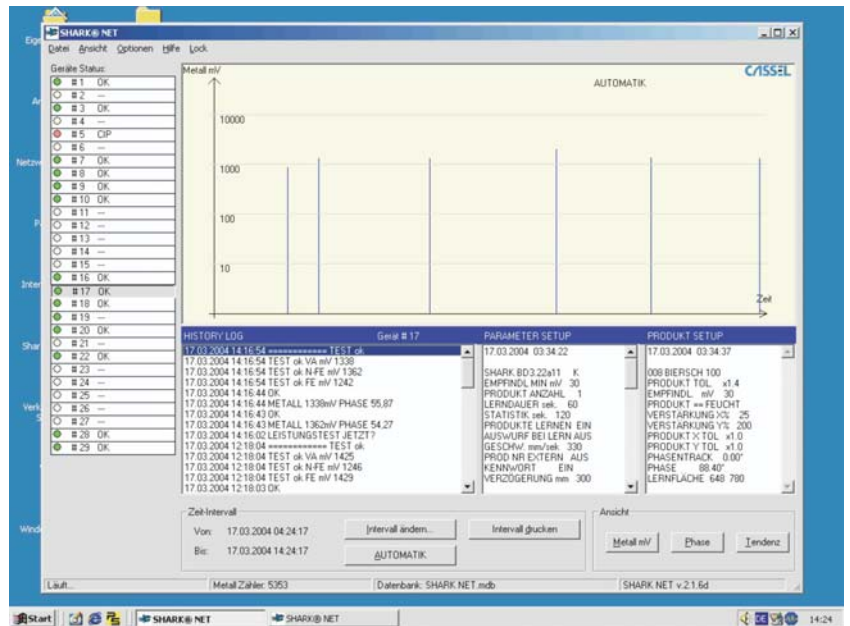 SHARK® NET
Datei Ansicht Optionen Hilfe Lock
Geräte Status:
#1 OK
#2 --
#3 OK
#4 --
#5 CIP
#6 --
#7 OK
#8 OK
#9 OK
#10 OK
#11 --
#12 --
#13 --
#14 --
#15 --
#16 OK
#17 OK
#18 OK
#19 --
#20 OK
#21 --
#22 OK
#23 --
#24 --
#25 --
#26 --
#27 --
#28 OK
#29 OK
Metall mV
AUTOMATIK
CASSEL
10000
1000
100
10
Zeit
HISTORY LOG Gerät # 17
17.03.2004 14:16:54 ============ TEST ok
17.03.2004 14:16:54 TEST ok VA mV 1338
17.03.2004 14:16:54 TEST ok N-FE mV 1362
17.03.2004 14:16:54 TEST ok FE mV 1242
17.03.2004 14:16:44 OK
17.03.2004 14:16:44 METALL 1338mV PHASE 55,87
17.03.2004 14:16:43 OK
17.03.2004 14:16:43 METALL 1362mV PHASE 54,27
17.03.2004 14:16:02 LEISTUNGSTEST JETZT?
17.03.2004 12:18:04 ============ TEST ok
17.03.2004 12:18:04 TEST ok VA mV 1425
17.03.2004 12:18:04 TEST ok N-FE mV 1246
17.03.2004 12:18:04 TEST ok FE mV 1429
17.03.2004 12:18:03 OK
PARAMETER SETUP
17.03.2004 03:34:22
SHARK BD3.22a11 K
EMPFINDL MIN mV 30
PRODUKT ANZAHL 1
LERNDAUER sek. 60
STATISTIK sek. 120
PRODUKTE LERNEN EIN
AUSWURF BEI LERN AUS
GESCHW. mm/sek. 330
PROD NR EXTERN AUS
KENNWORT EIN
VERZÖGERUNG mm 300
PRODUKT SETUP
17.03.2004 03:34:37
008 BIERSCH 100
PRODUKT TOL. x1.4
EMPFINDL. mV 30
PRODUKT == FEUCHT
VERSTÄRKUNG X% 25
VERSTÄRKUNG Y% 200
PRODUKT X TOL x1.0
PRODUKT Y TOL x1.0
PHASENTRACK 0.00°
PHASE 88.40°
LERNFLÄCHE 648 780
Zeit-Intervall
Von: 17.03.2004 04:24:17
Bis: 17.03.2004 14:24:17
Intervall ändern...
AUTOMATIK
Intervall drucken
Ansicht
Metall mV Phase Tendenz
Läuft... Metall Zähler: 5353 Datenbank: SHARK NET.mdb SHARK NET v.2.1.6d
Start SHARK® NET SHARK® NET DE 14:24